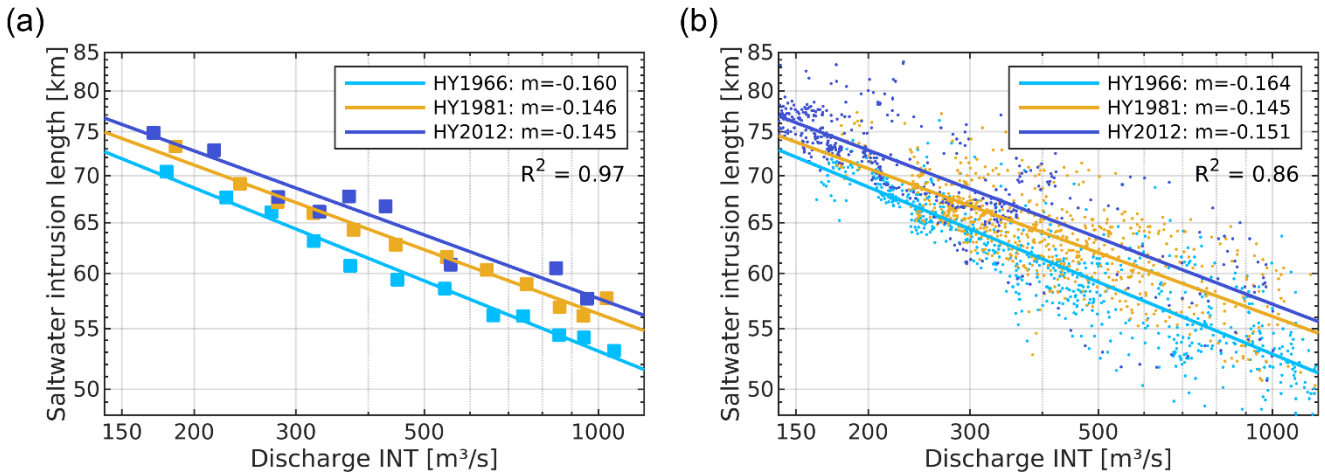 (a)
Saltwater intrusion length [km]
85
80
75
70
65
60
55
50
HY1966: m=-0.160
HY1981: m=-0.146
HY2012: m=-0.145
R² = 0.97
150 200 300 500 1000
Discharge INT [m³/s]
(b)
Saltwater intrusion length [km]
85
80
75
70
65
60
55
50
HY1966: m=-0.164
HY1981: m=-0.145
HY2012: m=-0.151
R² = 0.86
150 200 300 500 1000
Discharge INT [m³/s]